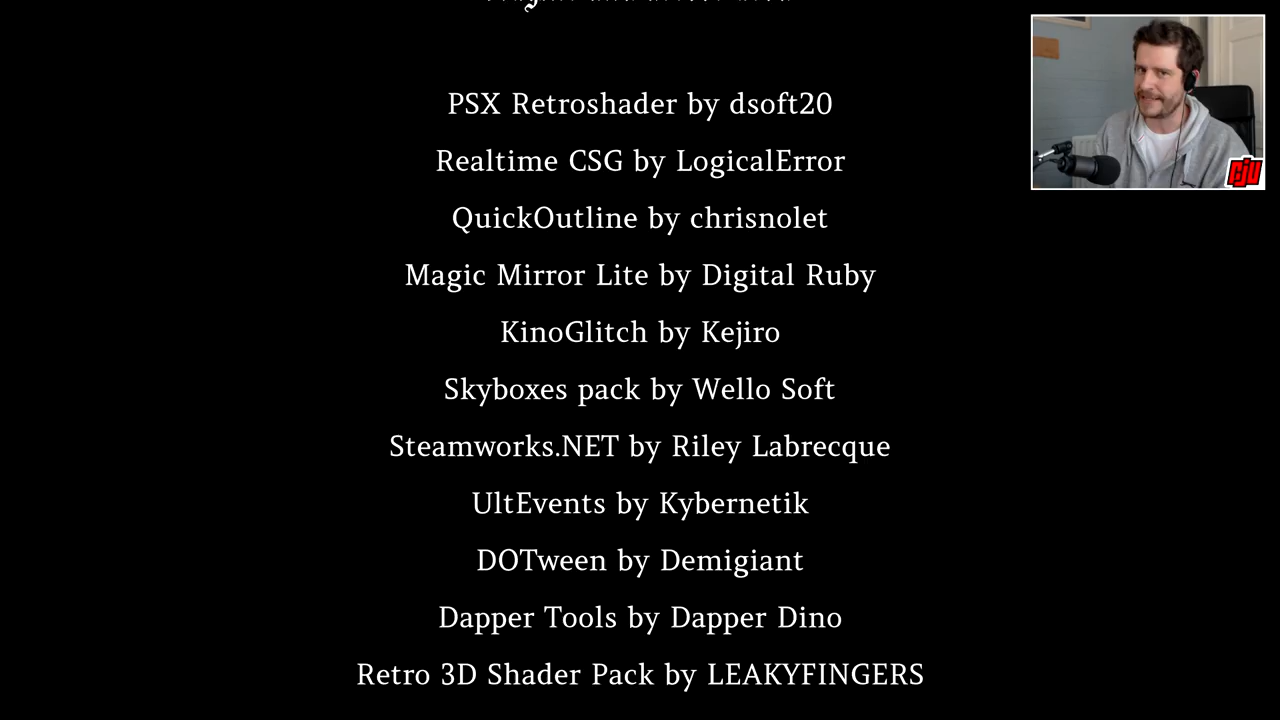 PSX Retroshader by dsoft20
Realtime CSG by LogicalError
QuickOutline by chrisnolet
Magic Mirror Lite by Digital Ruby
KinoGlitch by Kejiro
Skyboxes pack by Wello Soft
Steamworks.NET by Riley Labrecque
UltEvents by Kybernetik
DOTween by Demigiant
Dapper Tools by Dapper Dino
Retro 3D Shader Pack by LEAKYFINGERS